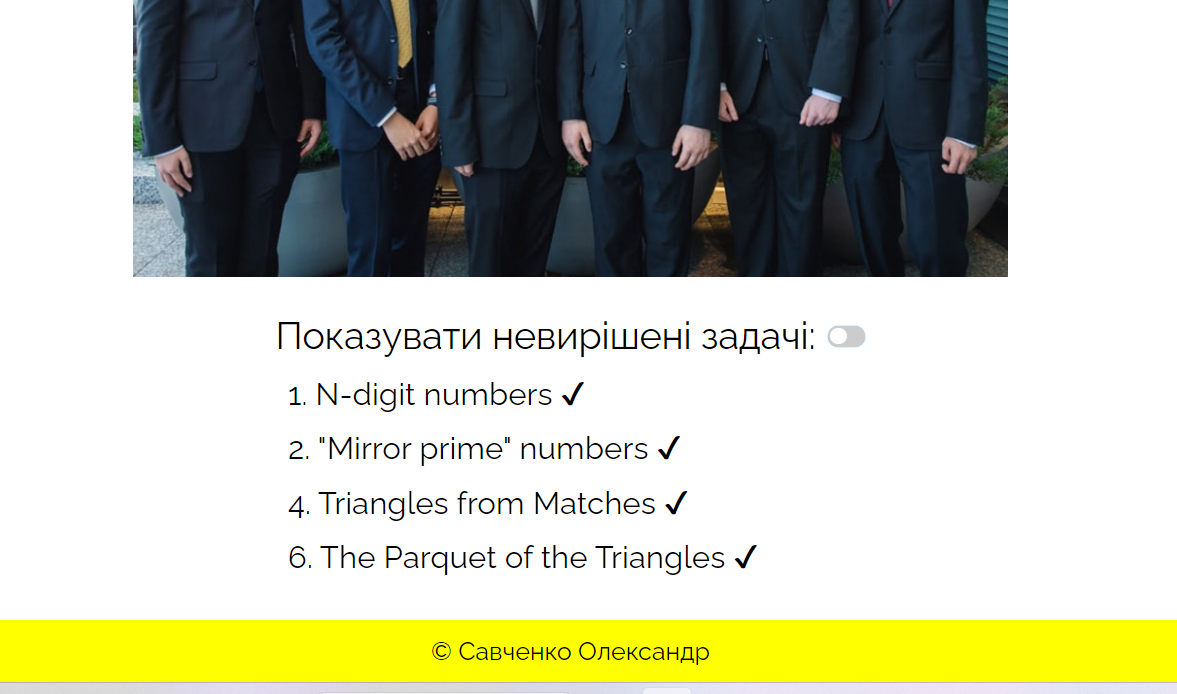 Показувати невирішені задачі:
1. N-digit numbers ✓
2. "Mirror prime" numbers ✓
4. Triangles from Matches ✓
6. The Parquet of the Triangles ✓
© Савченко Олександр